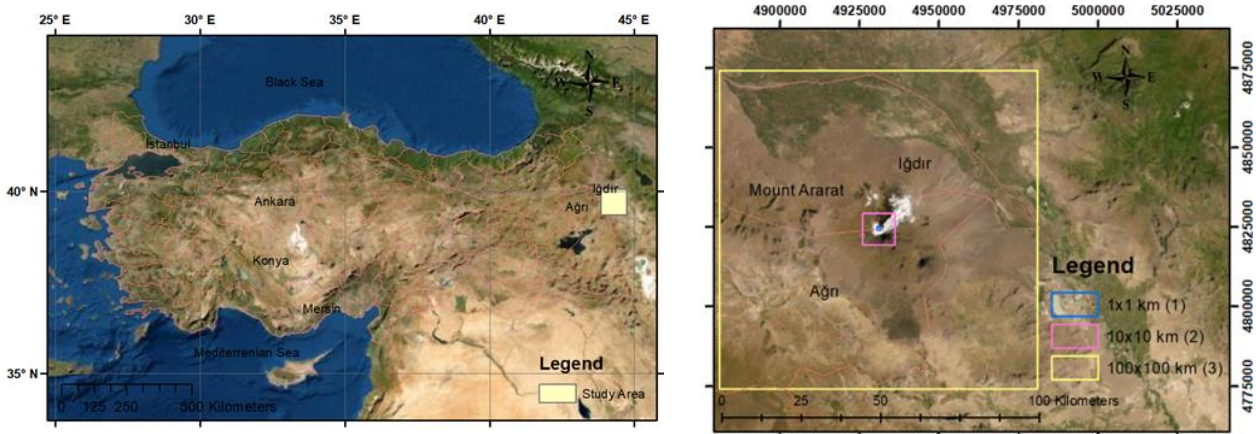 25° E 30° E 35° E 40° E 45° E
Black Sea
N
W E
S
İstanbul
40° N
Iğdır
Ankara
Ağrı
Konya
Mersin
Mediterrenian Sea
35° N
Legend
Study Area
0 125 250 500 Kilometers
4900000 4925000 4950000 4975000 5000000 5025000
N
W E
S
4875000
4850000
4825000
4800000
4775000
Iğdır
Mount Ararat
Ağrı
Legend
1x1 km (1)
10x10 km (2)
100x100 km (3)
0 25 50 100 Kilometers